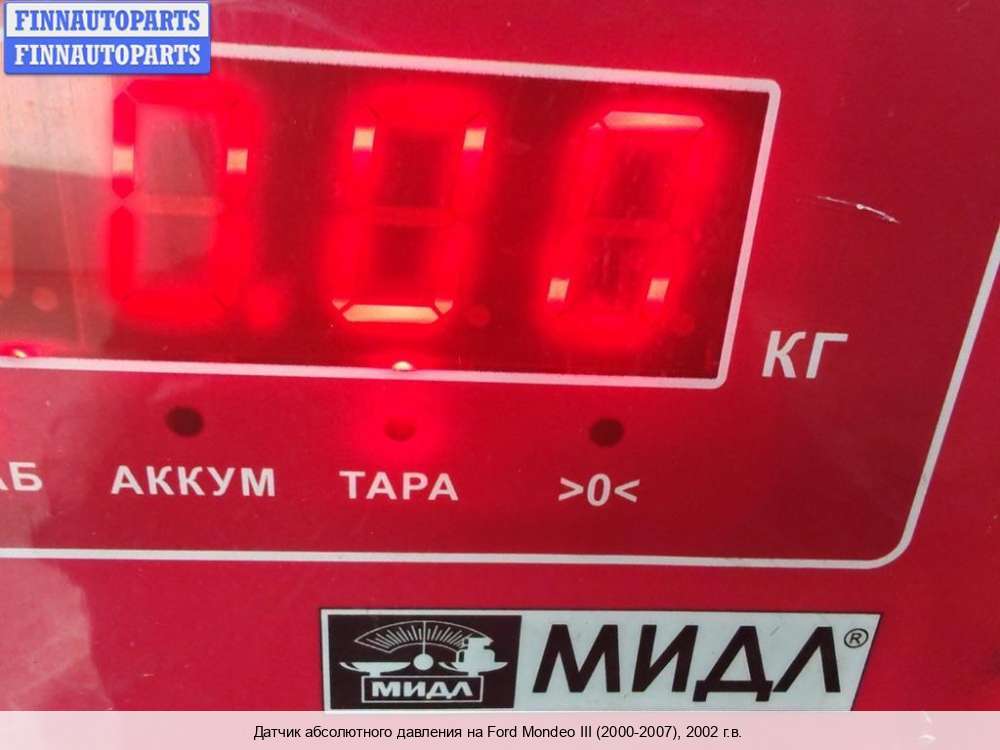 FINNAUTOPARTS
FINNAUTOPARTS
0.00
КГ
АБ АККУМ ТАРА >0<
МИДЛ МИДЛ®
Датчик абсолютного давления на Ford Mondeo III (2000-2007), 2002 г.в.